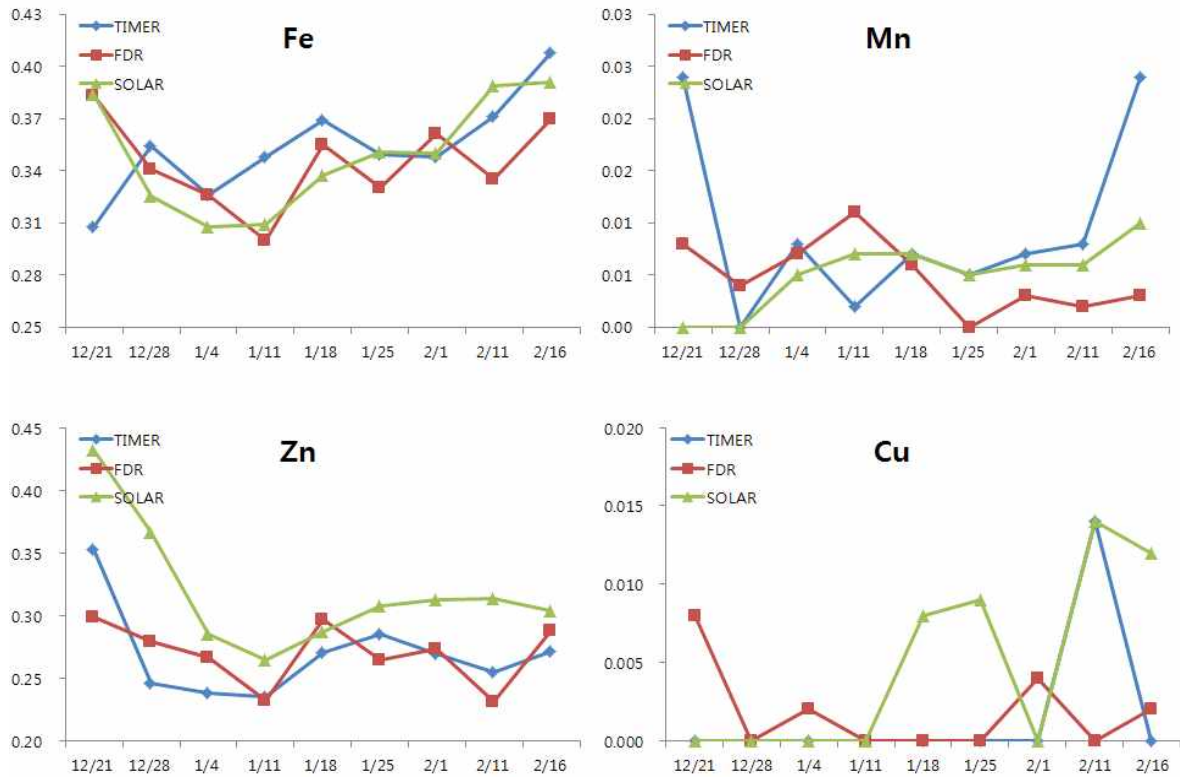 Fe
TIMER
FDR
SOLAR
0.43
0.40
0.37
0.34
0.31
0.28
0.25
12/21 12/28 1/4 1/11 1/18 1/25 2/1 2/11 2/16
Mn
TIMER
FDR
SOLAR
0.03
0.03
0.02
0.02
0.01
0.01
0.00
12/21 12/28 1/4 1/11 1/18 1/25 2/1 2/11 2/16
Zn
TIMER
FDR
SOLAR
0.45
0.40
0.35
0.30
0.25
0.20
12/21 12/28 1/4 1/11 1/18 1/25 2/1 2/11 2/16
Cu
TIMER
FDR
SOLAR
0.020
0.015
0.010
0.005
0.000
12/21 12/28 1/4 1/11 1/18 1/25 2/1 2/11 2/16